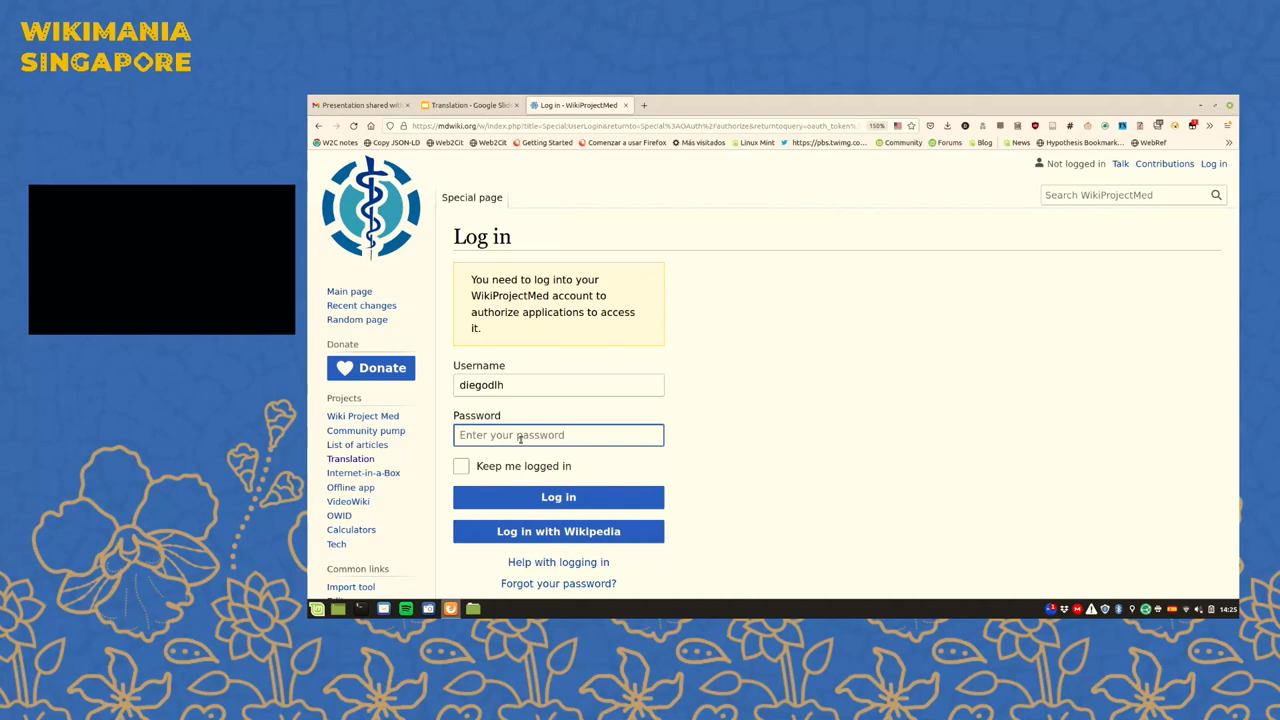 WIKIMANIA
SINGAPORE
Presentation shared with
Translation - Google Slide
Log in - WikiProjectMed
https://mdwiki.org/w/index.php?title=Special:UserLogin&returnto=Special%3AOAuth%2Fauthorize&returntoquery=oauth_token%
150%
W2C notes
Copy JSON-LD
Web2Cit
Web2Cit
Getting Started
Comenzar a usar Firefox
Más visitados
Linux Mint
https://pbs.twimg.co...
Community
Forums
Blog
News
Hypothesis Bookmark...
WebRef
Not logged in
Talk
Contributions
Log in
Special page
Search WikiProjectMed
Log in
You need to log into your
WikiProjectMed account to
authorize applications to access
it.
Username
diegodlh
Password
Enter your password
Keep me logged in
Log in
Log in with Wikipedia
Help with logging in
Forgot your password?
Main page
Recent changes
Random page
Donate
Donate
Projects
Wiki Project Med
Community pump
List of articles
Translation
Internet-in-a-Box
Offline app
VideoWiki
OWID
Calculators
Tech
Common links
Import tool
14:25